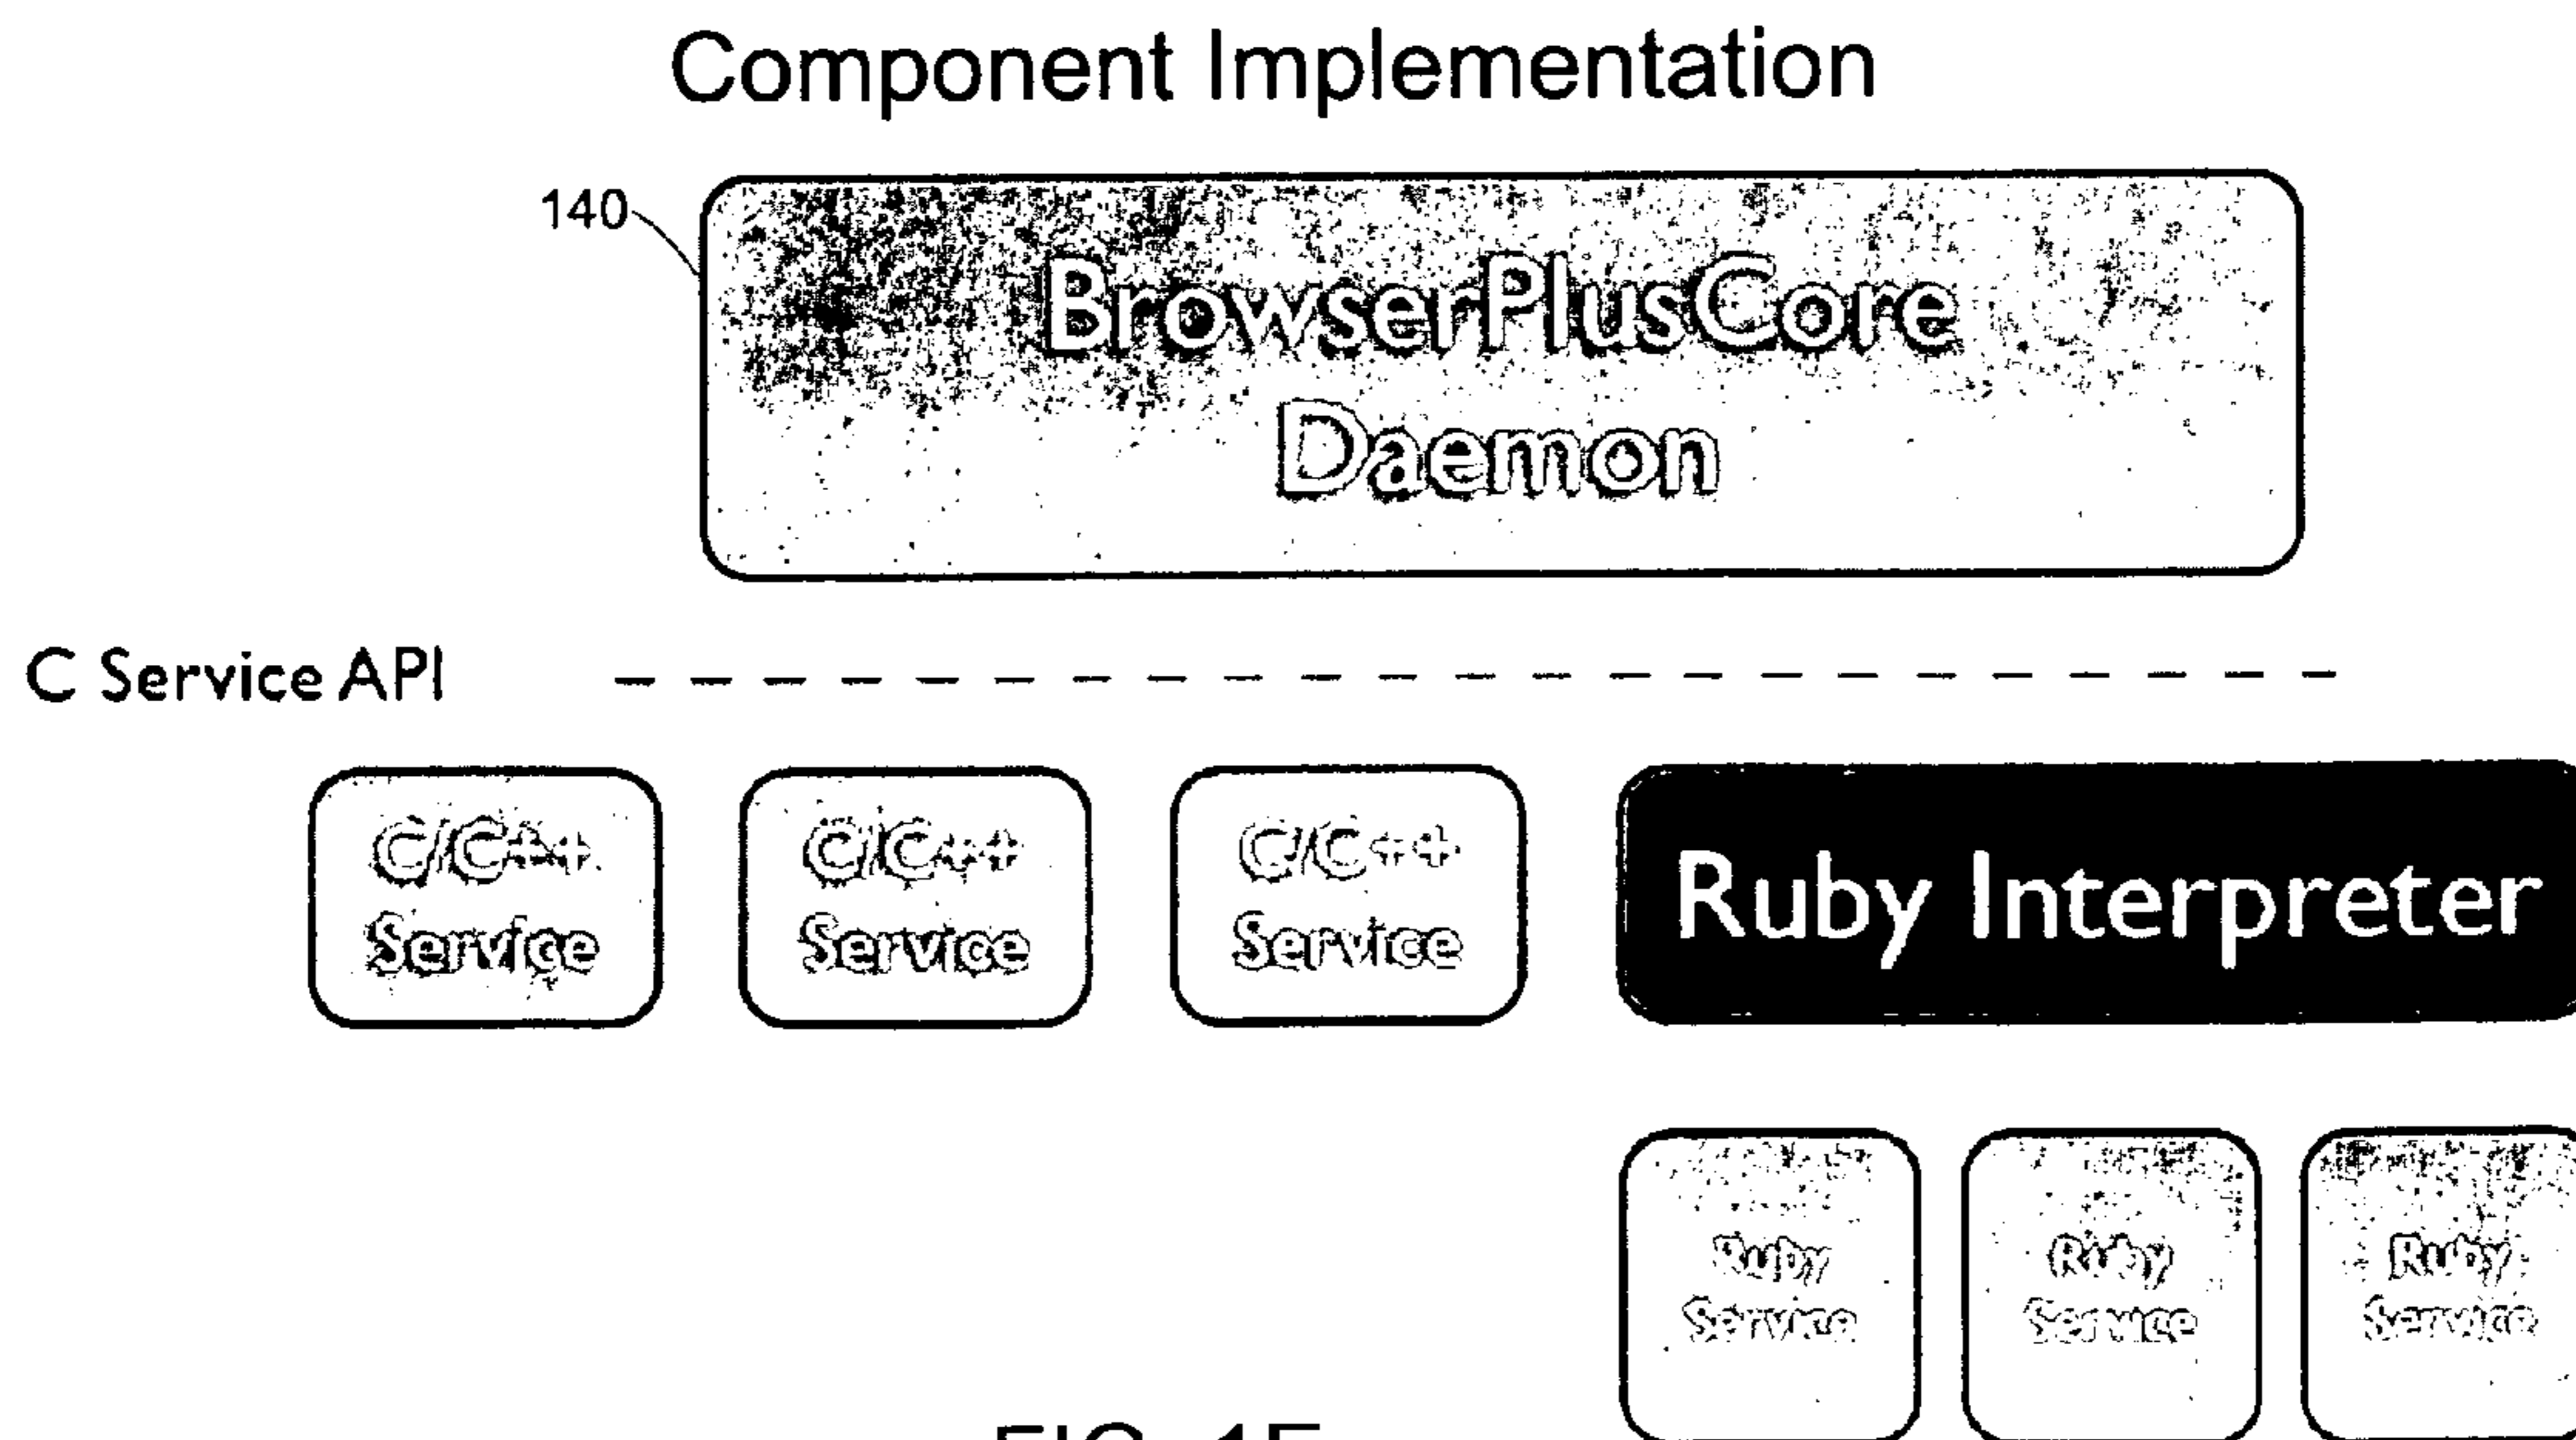 Component Implementation
140
BrowserPlusCore
Daemon
C Service API
C/C++
Service
C/C++
Service
C/C++
Service
Ruby Interpreter
Ruby
Service
Ruby
Service
Ruby
Service